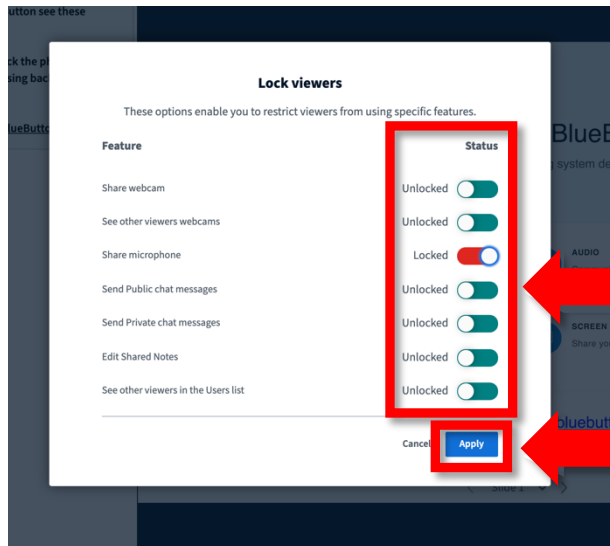 utton see these
ck the
sing bac
Lock viewers
These options enable you to restrict viewers from using specific features.
Feature Status
Share webcam Unlocked
See other viewers webcams Unlocked
Share microphone Locked
Send Public chat messages Unlocked
Send Private chat messages Unlocked
Edit Shared Notes Unlocked
See other viewers in the Users list Unlocked
Cancel Apply
lueButto
BlueB
system de
AUDIO
SCREEN
Share yo
bluebutt
Slide 1